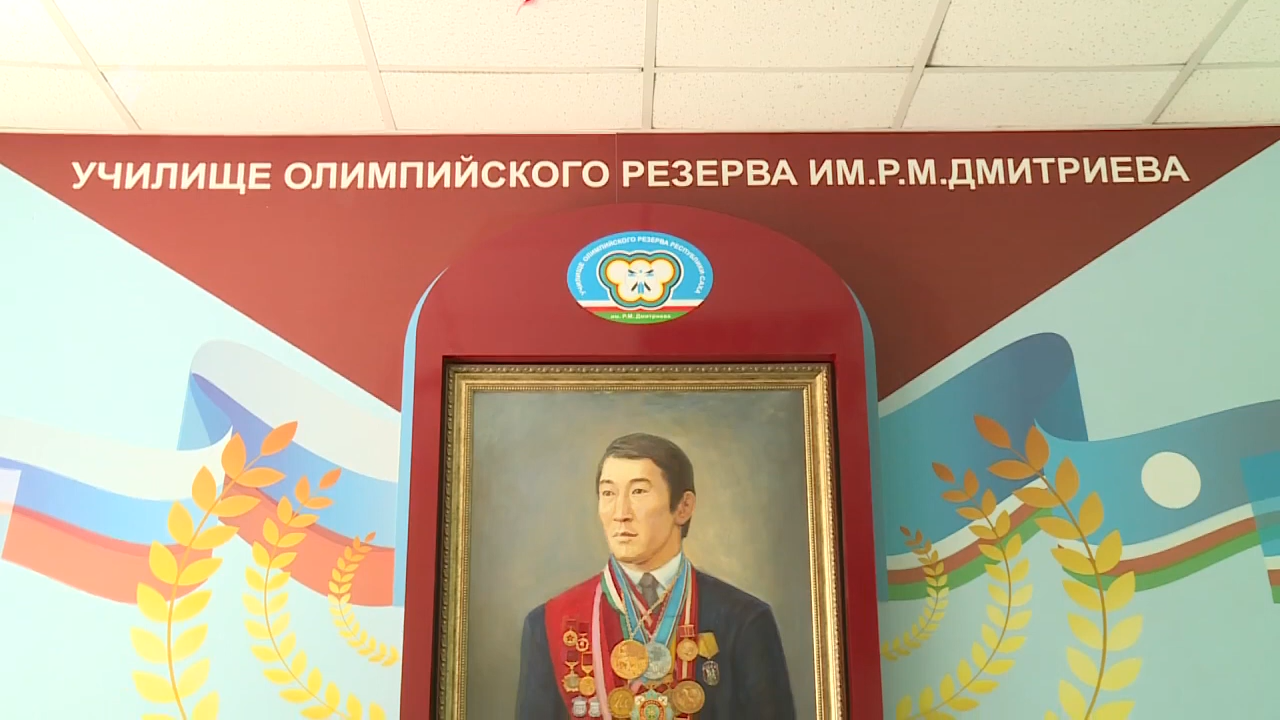 УЧИЛИЩЕ ОЛИМПИЙСКОГО РЕЗЕРВА ИМ.Р.М.ДМИТРИЕВА
УЧИЛИЩЕ ОЛИМПИЙСКОГО РЕЗЕРВА РЕСПУБЛИКИ САХА
им. Р.М. Дмитриева